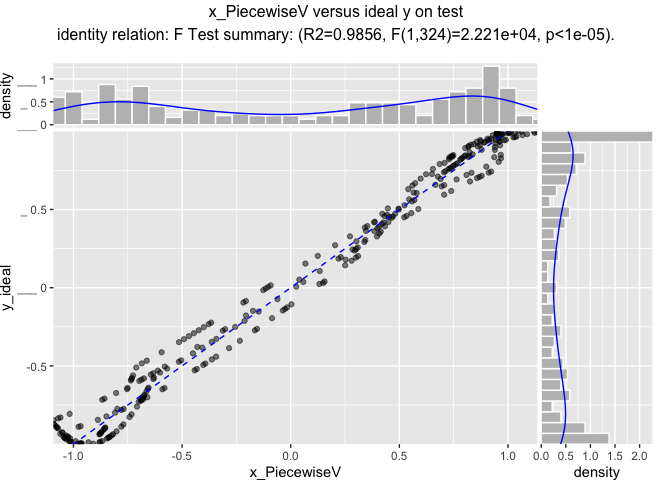 x_PiecewiseV versus ideal y on test
identity relation: F Test summary: (R2=0.9856, F(1,324)=2.221e+04, p<1e-05).
density
1
0.5
0
y_ideal
0.5
0
-0.5
-1.0
-0.5
0.0
0.5
1.0
x_PiecewiseV
0.0 0.5 1.0 1.5 2.0
density